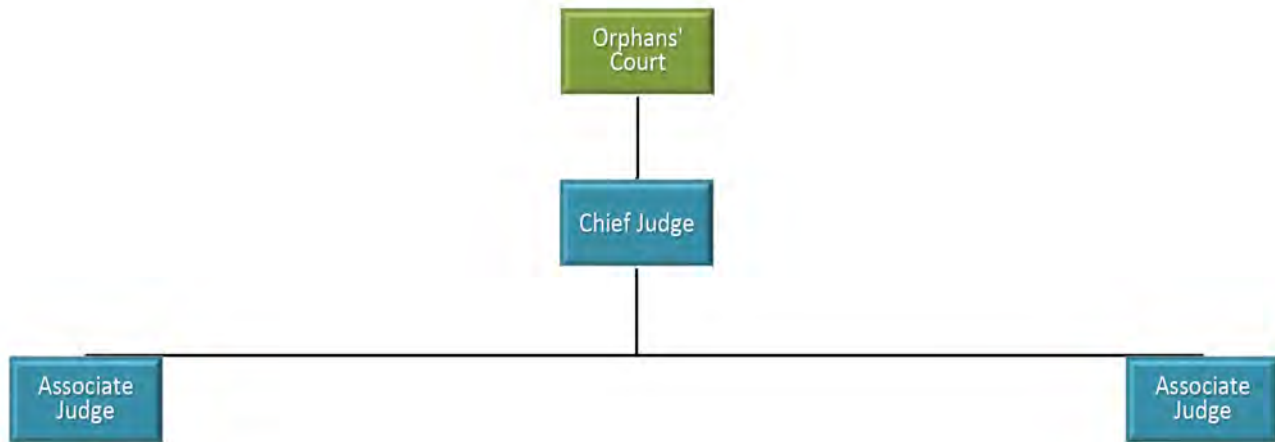 Orphans'
Court
Chief Judge
Associate
Judge
Associate
Judge